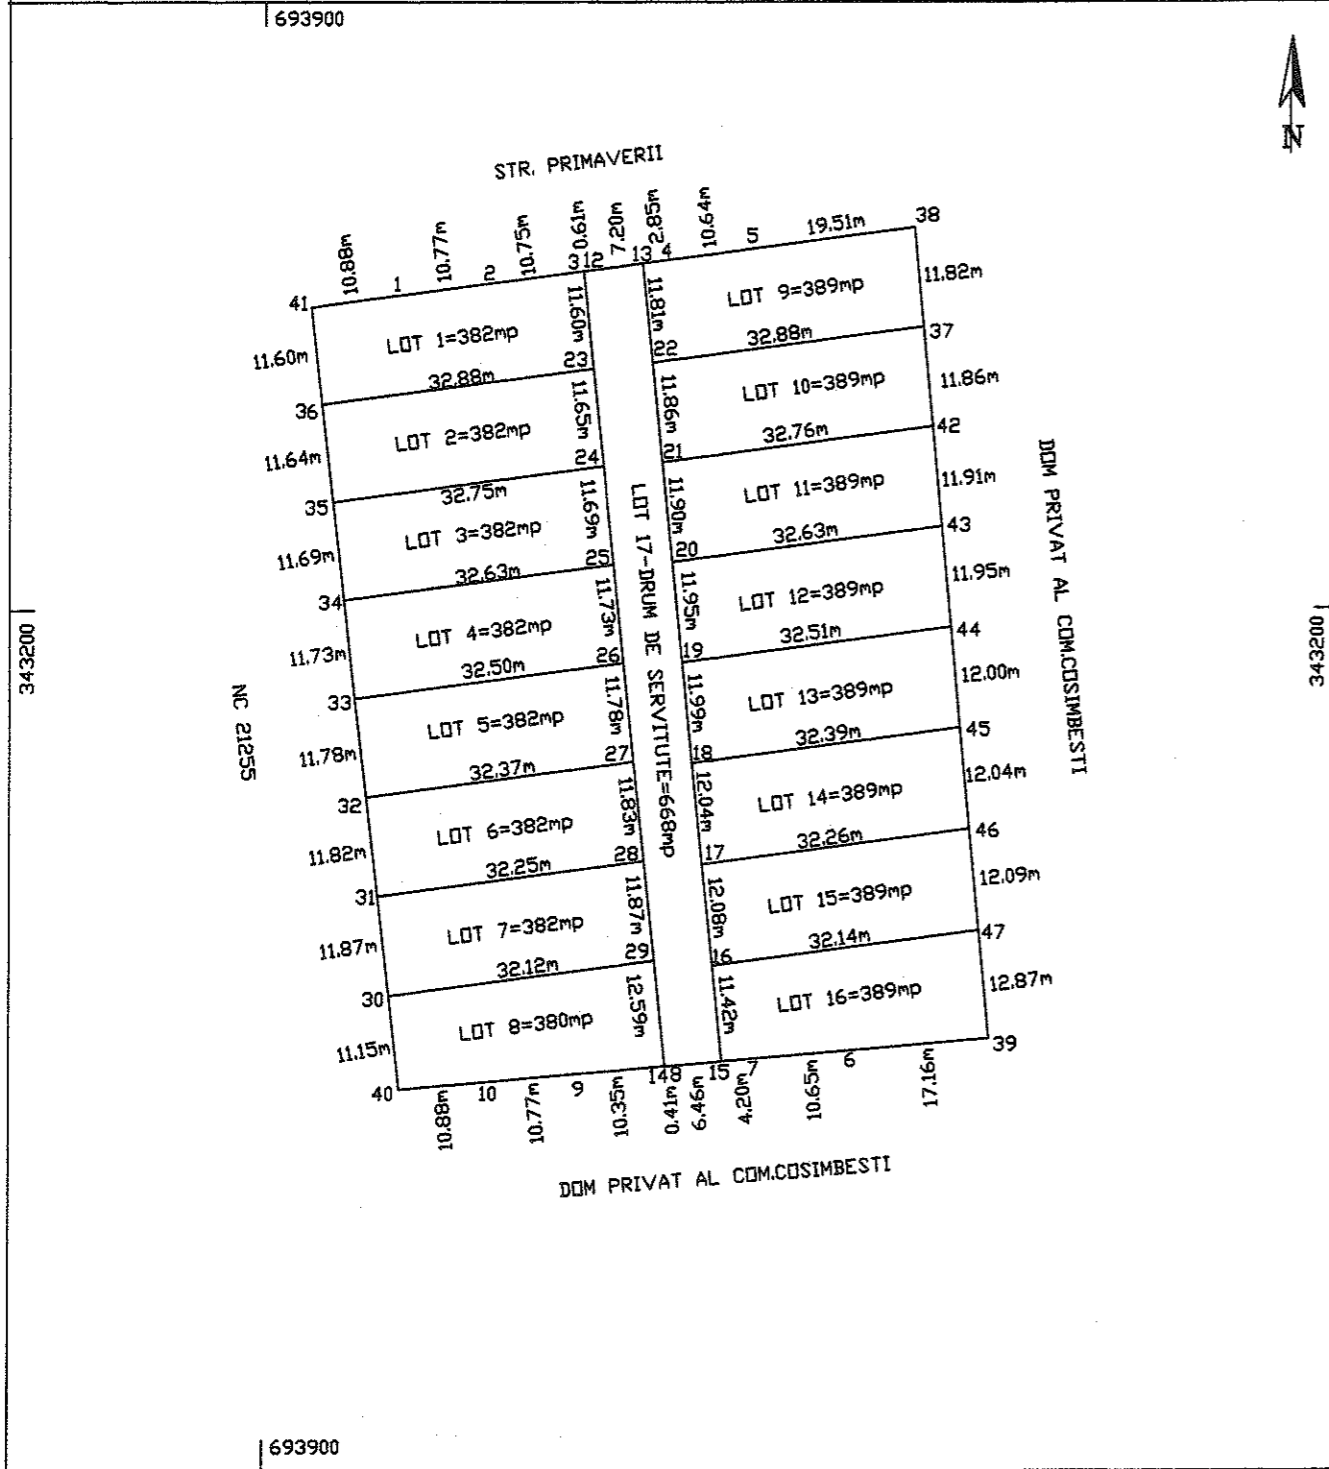 693900
N
STR. PRIMAVERII
10.88m
10.77m
10.75m
0.61m
7.20m
2.85m
10.64m
19.51m
41
1
2
3
12
13
4
5
38
11.60m
LOT 1=382mp
11.60m
11.81m
LOT 9=389mp
11.82m
32.88m
23
22
32.88m
37
36
11.64m
LOT 2=382mp
11.65m
11.86m
LOT 10=389mp
11.86m
32.75m
24
21
32.76m
42
35
11.69m
LOT 3=382mp
11.69m
11.90m
LOT 11=389mp
11.91m
32.63m
25
20
32.63m
43
34
11.73m
LOT 4=382mp
11.73m
11.95m
LOT 12=389mp
11.95m
32.50m
26
19
32.51m
44
33
11.78m
LOT 5=382mp
11.78m
11.99m
LOT 13=389mp
12.00m
32.37m
27
18
32.39m
45
32
11.82m
LOT 6=382mp
11.83m
12.04m
LOT 14=389mp
12.04m
32.25m
28
17
32.26m
46
31
11.87m
LOT 7=382mp
11.87m
12.08m
LOT 15=389mp
12.09m
32.12m
29
16
32.14m
47
30
11.15m
LOT 8=380mp
12.59m
11.42m
LOT 16=389mp
12.87m
40
10
9
14
8
15
7
6
39
10.88m
10.77m
10.35m
0.41m
6.46m
4.20m
10.65m
17.16m
LOT 17-DRUM DE SERVITUTE=668mp
NC 21255
DOM PRIVAT AL COM.COSIMBESTI
343200
343200
DOM PRIVAT AL COM.COSIMBESTI
693900